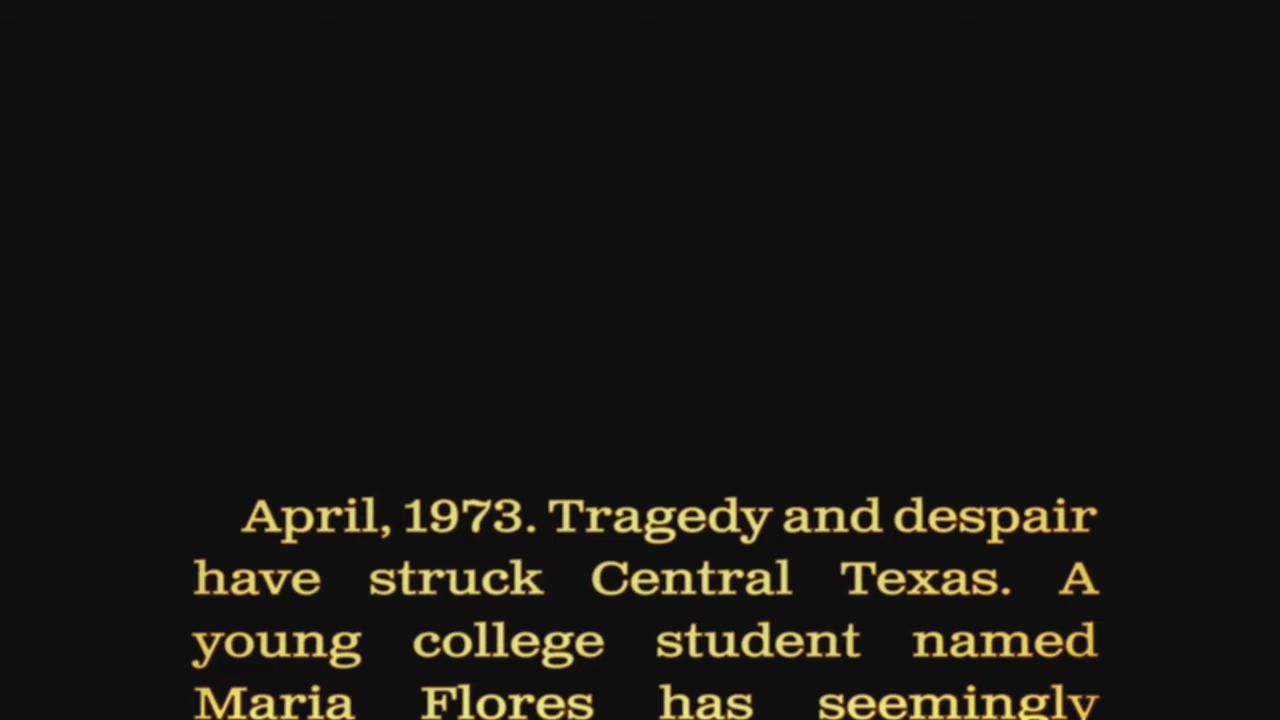 April, 1973. Tragedy and despair
have struck Central Texas. A
young college student named
Maria Flores has seemingly